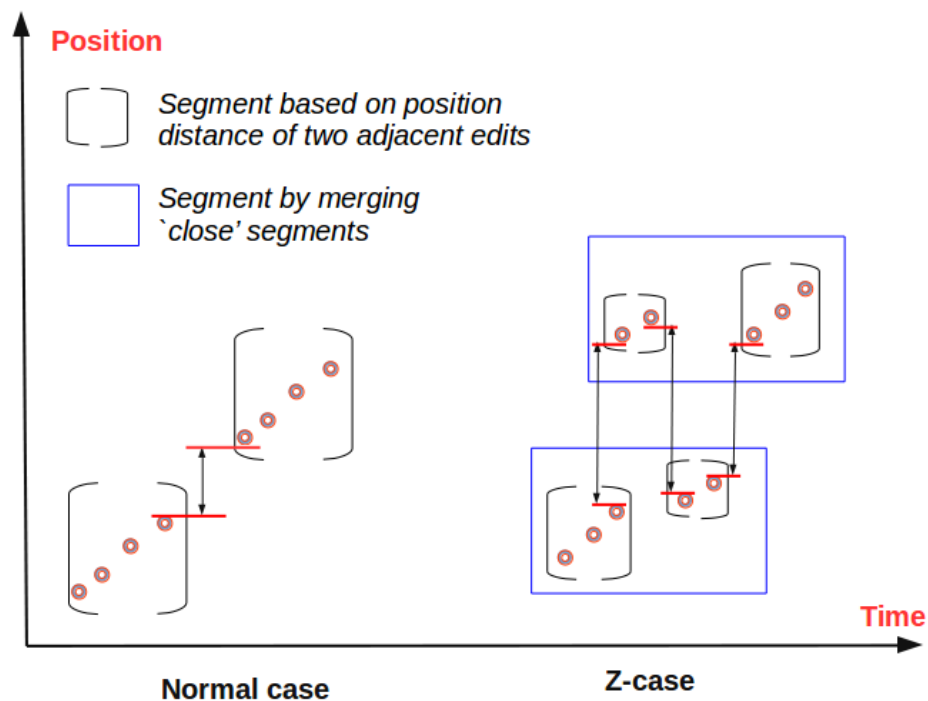 Position
Segment based on position
distance of two adjacent edits
Segment by merging
`close’ segments
Time
Normal case
Z-case